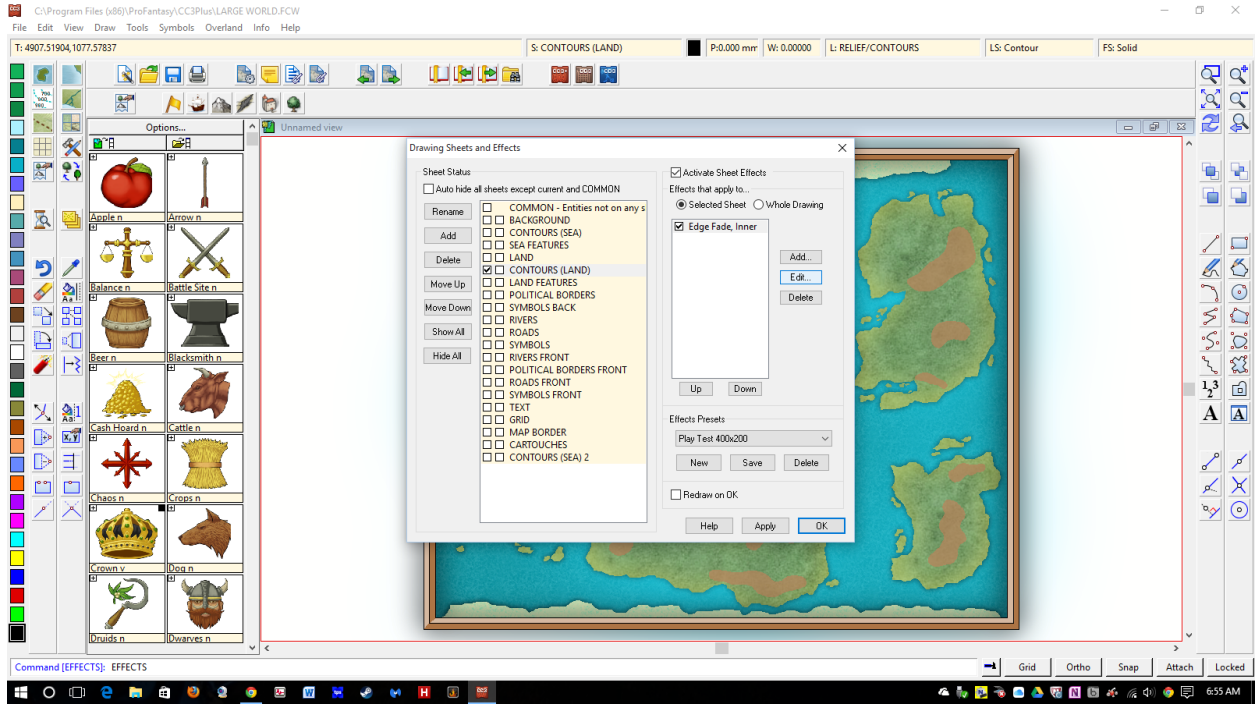 C:\Program Files (x86)\ProFantasy\CC3Plus\LARGE WORLD.FCW
File Edit View Draw Tools Symbols Overland Info Help
T: 4907.51904,1077.57837 S: CONTOURS (LAND) P:0.000 mm W: 0.00000 L: RELIEF/CONTOURS LS: Contour FS: Solid
Options...
Unnamed view
Apple n Arrow n
Balance n Battle Site n
Beer n Blacksmith n
Cash Hoard n Cattle n
Chaos n Crops n
Crown v Dog n
Druids n Dwarves n
Drawing Sheets and Effects
Sheet Status
Auto hide all sheets except current and COMMON
Rename
Add
Delete
Move Up
Move Down
Show All
Hide All
COMMON - Entities not on any s
BACKGROUND
CONTOURS (SEA)
SEA FEATURES
LAND
CONTOURS (LAND)
LAND FEATURES
POLITICAL BORDERS
SYMBOLS BACK
RIVERS
ROADS
SYMBOLS
RIVERS FRONT
POLITICAL BORDERS FRONT
ROADS FRONT
SYMBOLS FRONT
TEXT
GRID
MAP BORDER
CARTOUCHES
CONTOURS (SEA) 2
Activate Sheet Effects
Effects that apply to...
Selected Sheet Whole Drawing
Edge Fade, Inner
Add...
Edit...
Delete
Up Down
Effects Presets
Play Test 400x200
New Save Delete
Redraw on OK
Help Apply OK
Command [EFFECTS]: EFFECTS
Grid Ortho Snap Attach Locked
6:55 AM